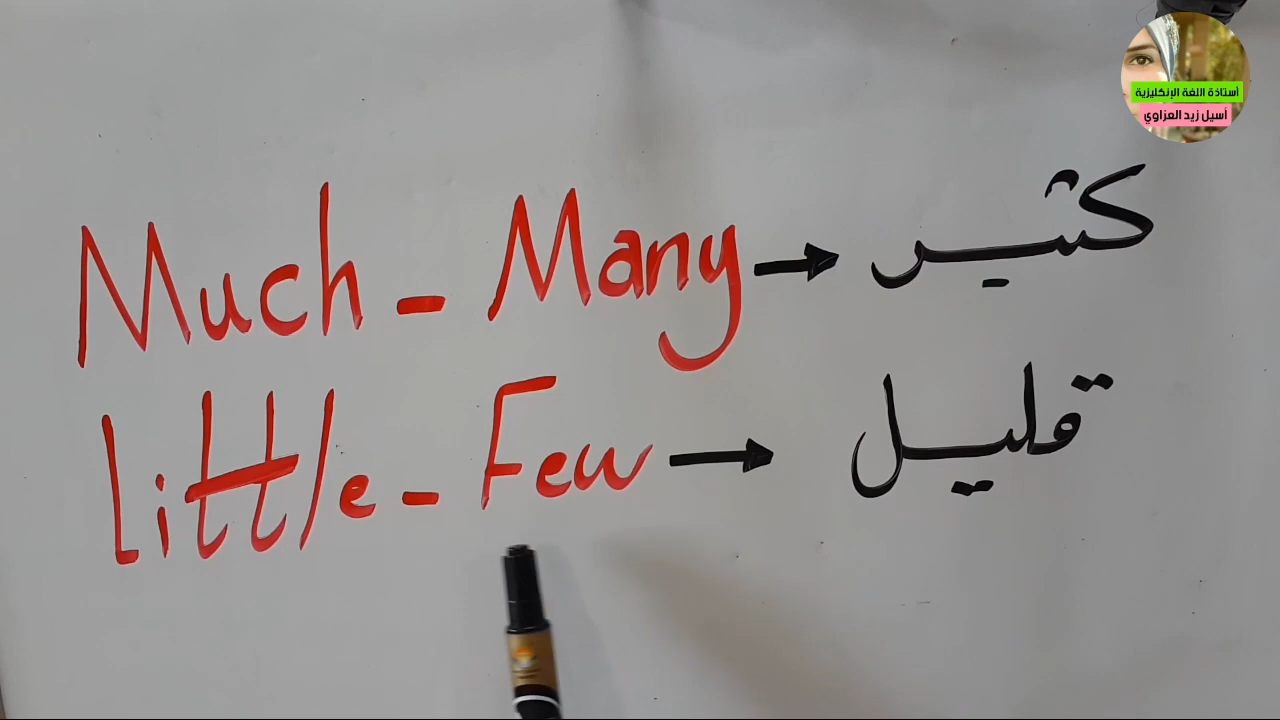 أستاذة اللغة الإنكليزية
أسيل زيد العزاوي
Much - Many → كثير
Little - Few → قليل